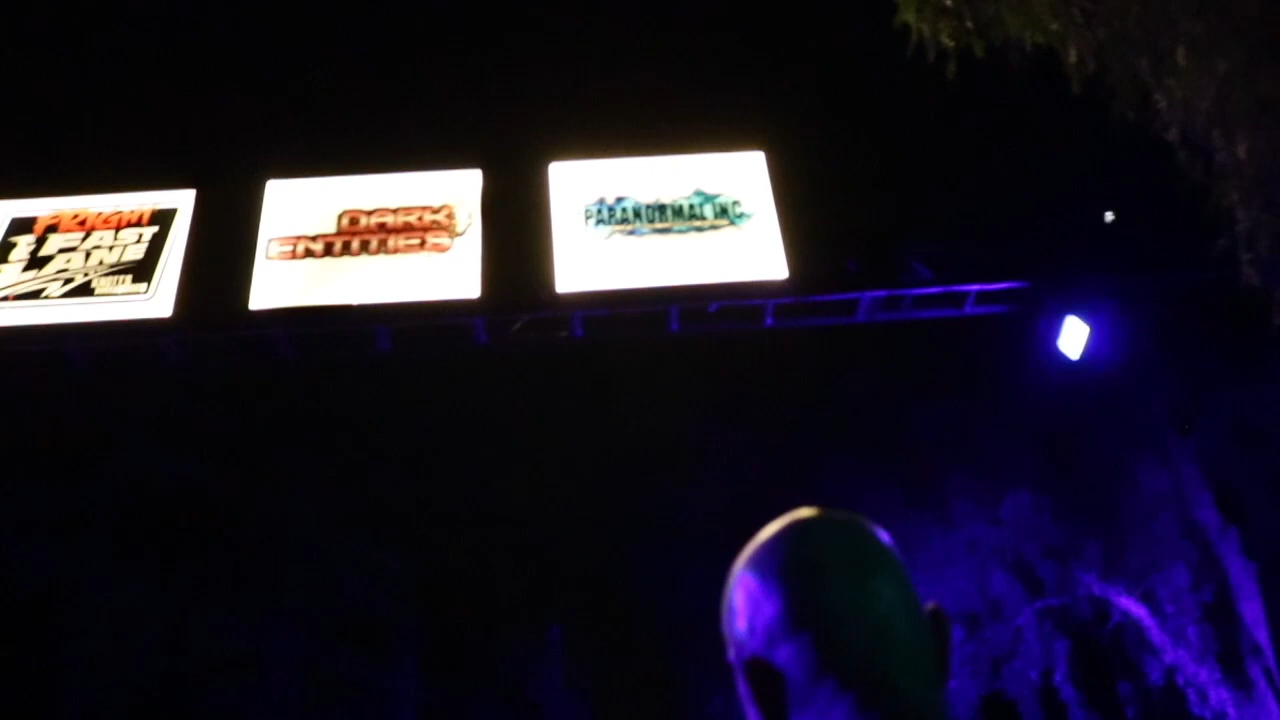 FRIGHT
FAST
LANE
DARK
ENTITIES
PARANORMAL INC.